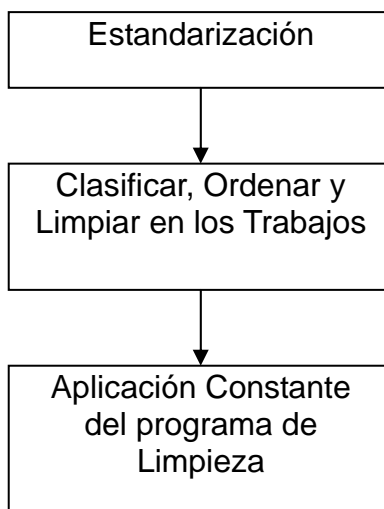 Estandarización
Clasificar, Ordenar y
Limpiar en los Trabajos
Aplicación Constante
del programa de
Limpieza